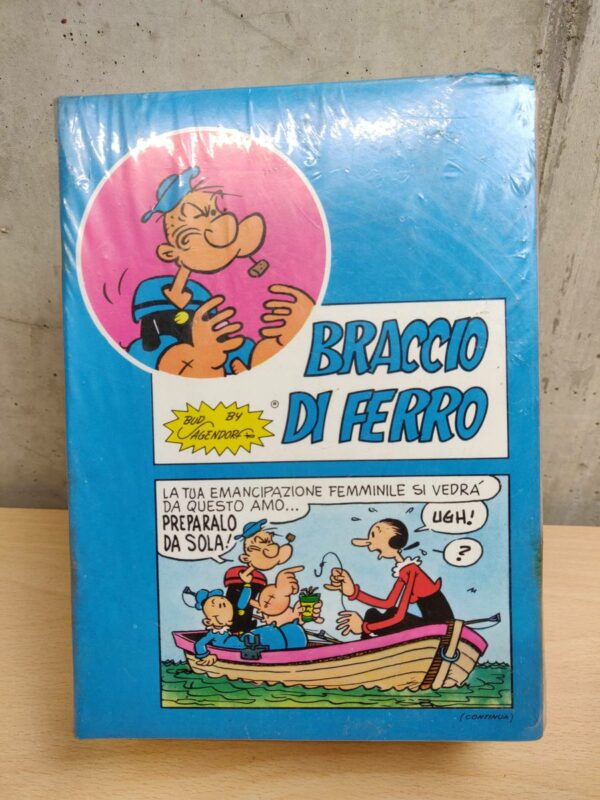 BRACCIO
DI FERRO
BY
BUD
SAGENDORF
®
LA TUA EMANCIPAZIONE FEMMINILE SI VEDRÁ
DA QUESTO AMO...
PREPARALO
DA SOLA!
UGH!
?
(CONTINUA)